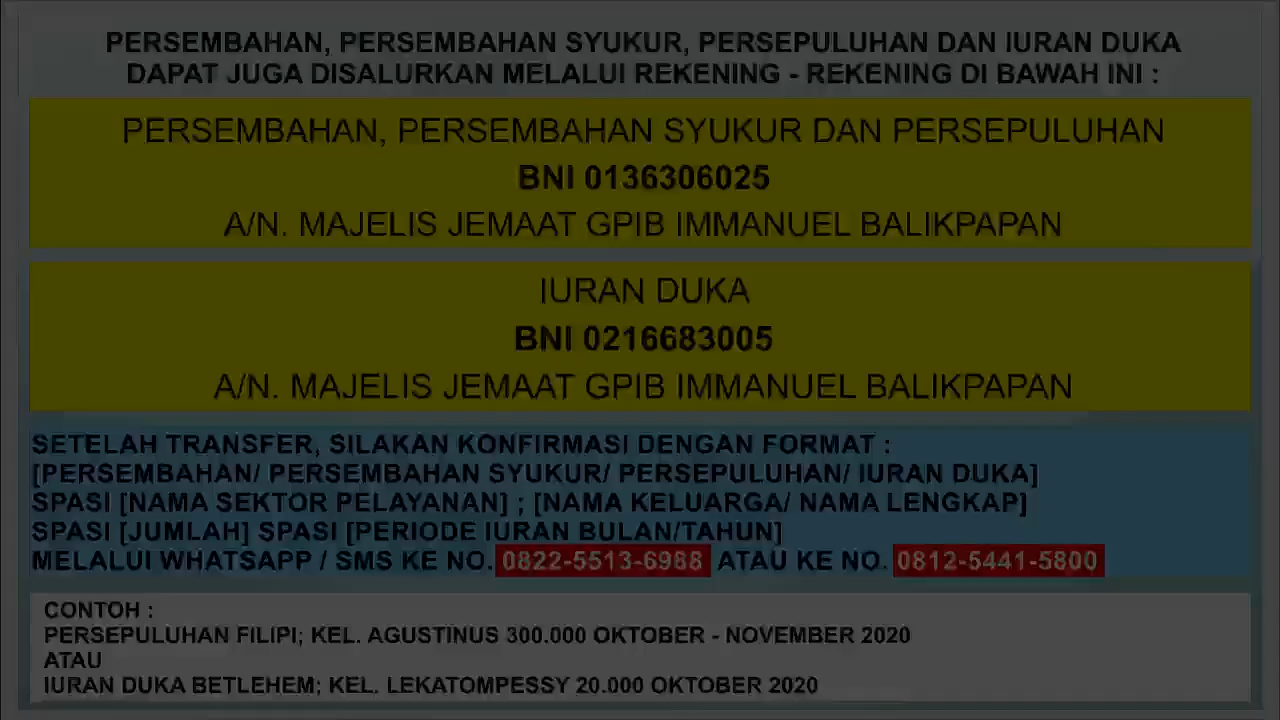 PERSEMBAHAN, PERSEMBAHAN SYUKUR, PERSEPULUHAN DAN IURAN DUKA
DAPAT JUGA DISALURKAN MELALUI REKENING - REKENING DI BAWAH INI :
PERSEMBAHAN, PERSEMBAHAN SYUKUR DAN PERSEPULUHAN
BNI 0136306025
A/N. MAJELIS JEMAAT GPIB IMMANUEL BALIKPAPAN
IURAN DUKA
BNI 0216683005
A/N. MAJELIS JEMAAT GPIB IMMANUEL BALIKPAPAN
SETELAH TRANSFER, SILAKAN KONFIRMASI DENGAN FORMAT :
[PERSEMBAHAN/ PERSEMBAHAN SYUKUR/ PERSEPULUHAN/ IURAN DUKA]
SPASI [NAMA SEKTOR PELAYANAN] ; [NAMA KELUARGA/ NAMA LENGKAP]
SPASI [JUMLAH] SPASI [PERIODE IURAN BULAN/TAHUN]
MELALUI WHATSAPP / SMS KE NO. 0822-5513-6988 ATAU KE NO. 0812-5441-5800
CONTOH :
PERSEPULUHAN FILIPI; KEL. AGUSTINUS 300.000 OKTOBER - NOVEMBER 2020
ATAU
IURAN DUKA BETLEHEM; KEL. LEKATOMPESSY 20.000 OKTOBER 2020